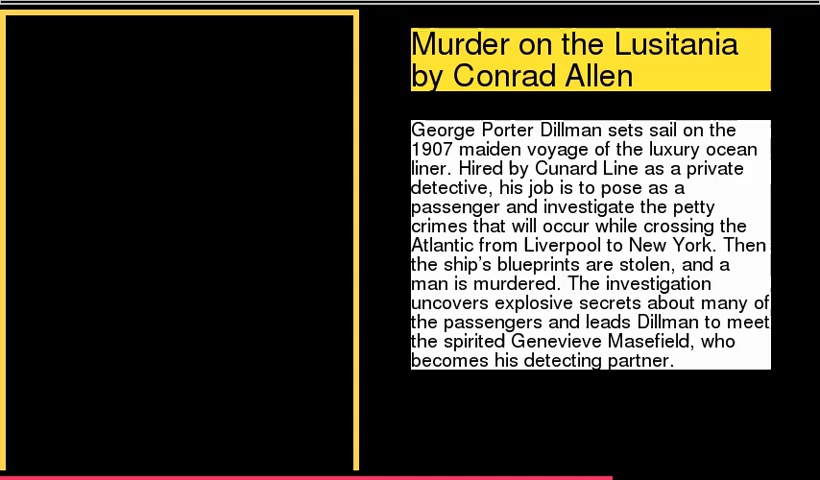 Murder on the Lusitania
by Conrad Allen
George Porter Dillman sets sail on the
1907 maiden voyage of the luxury ocean
liner. Hired by Cunard Line as a private
detective, his job is to pose as a
passenger and investigate the petty
crimes that will occur while crossing the
Atlantic from Liverpool to New York. Then
the ship's blueprints are stolen, and a
man is murdered. The investigation
uncovers explosive secrets about many of
the passengers and leads Dillman to meet
the spirited Genevieve Masefield, who
becomes his detecting partner.